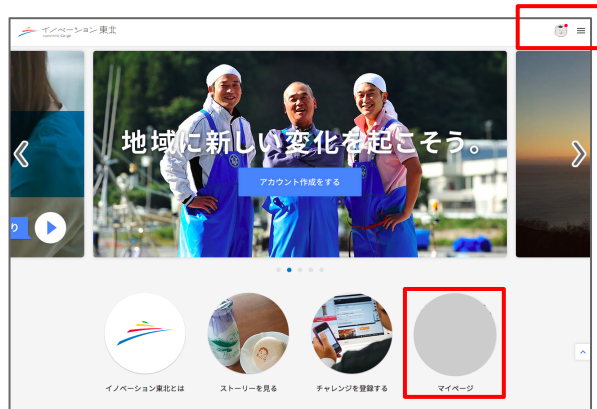 イノベーション東北
地域に新しい変化を起こそう。
アカウント作成をする
り
イノベーション東北とは
ストーリーを見る
チャレンジを登録する
マイページ